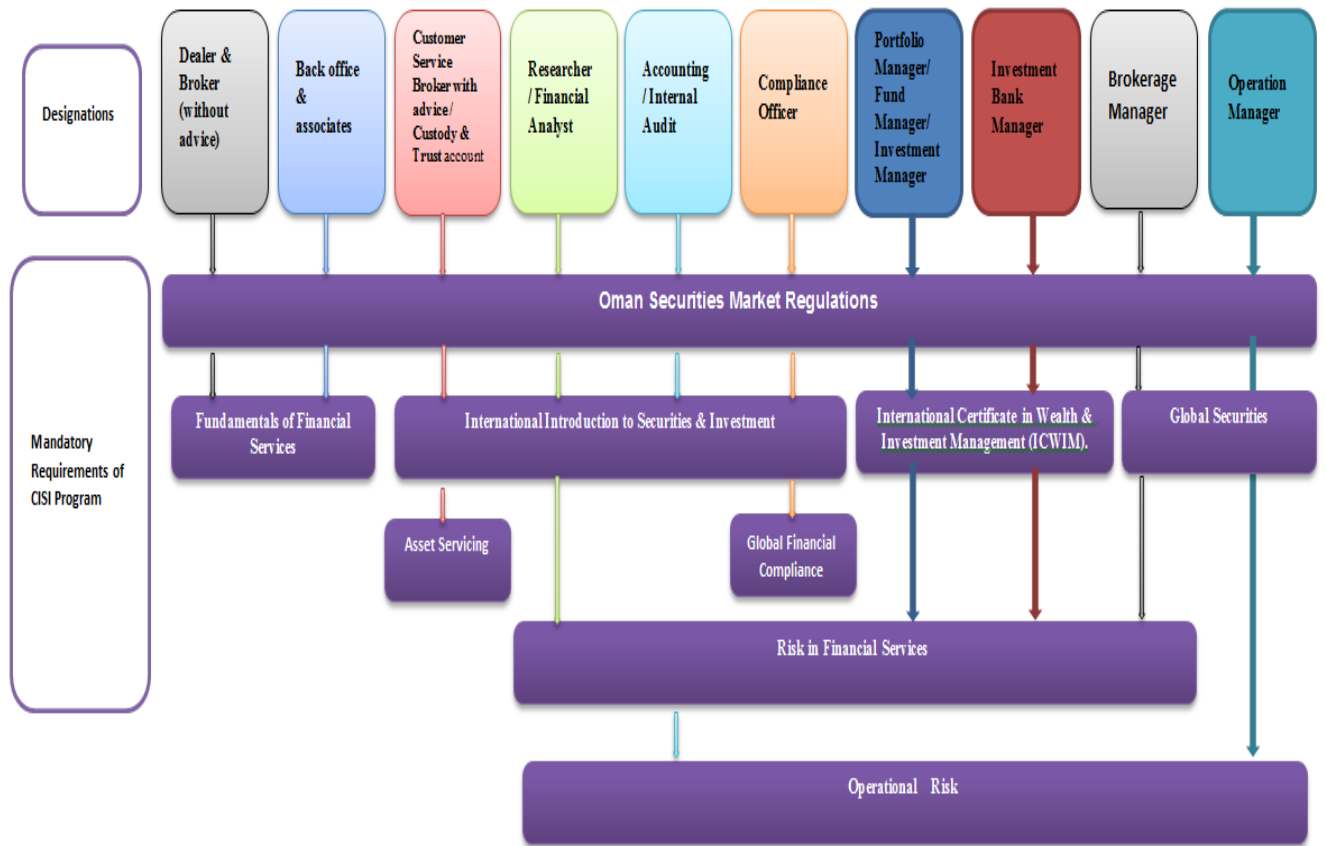 Designations
Dealer &
Broker
(without
advice)
Back office
&
associates
Customer
Service
Broker with
advice/
Custody &
Trust account
Researcher
/ Financial
Analyst
Accounting
/ Internal
Audit
Compliance
Officer
Portfolio
Manager/
Fund
Manager/
Investment
Manager
Investment
Bank
Manager
Brokerage
Manager
Operation
Manager
Mandatory
Requirements of
CISI Program
Oman Securities Market Regulations
Fundamentals of Financial
Services
International Introduction to Securities & Investment
International Certificate in Wealth &
Investment Management (ICWIM).
Global Securities
Asset Servicing
Global Financial
Compliance
Risk in Financial Services
Operational Risk